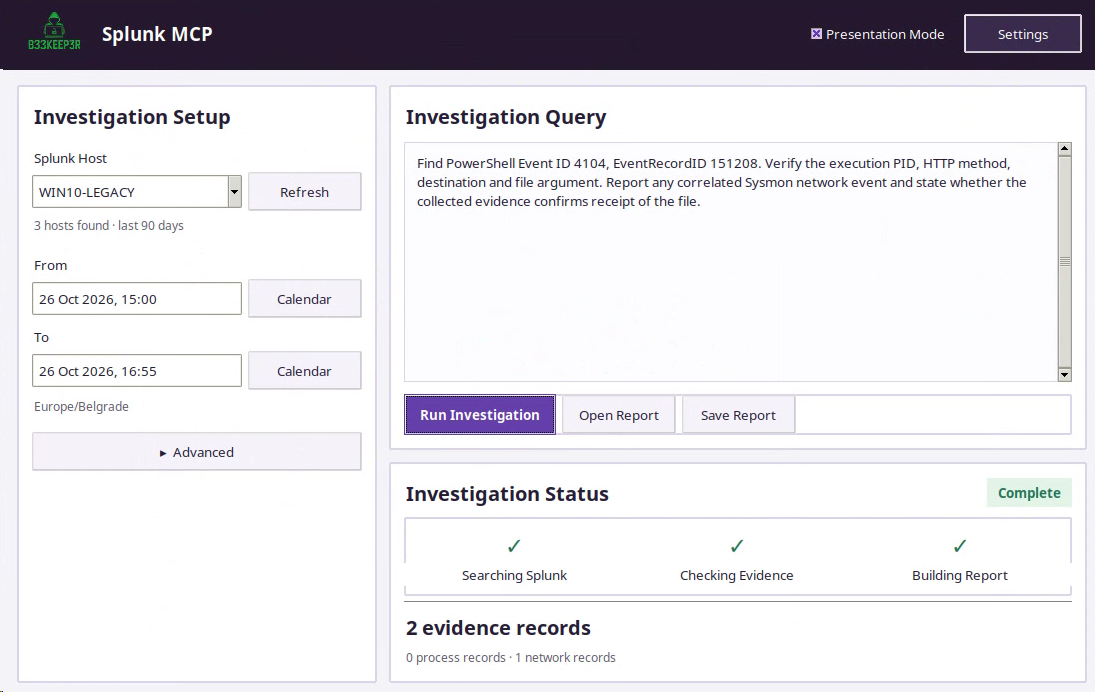 B33KEEP3R
Splunk MCP
Presentation Mode
Settings
Investigation Setup
Splunk Host
WIN10-LEGACY
Refresh
3 hosts found · last 90 days
From
26 Oct 2026, 15:00
Calendar
To
26 Oct 2026, 16:55
Calendar
Europe/Belgrade
▸ Advanced
Investigation Query
Find PowerShell Event ID 4104, EventRecordID 151208. Verify the execution PID, HTTP method,
destination and file argument. Report any correlated Sysmon network event and state whether the
collected evidence confirms receipt of the file.
Run Investigation
Open Report
Save Report
Investigation Status
Complete
✓ ✓ ✓
Searching Splunk
Checking Evidence
Building Report
2 evidence records
0 process records · 1 network records